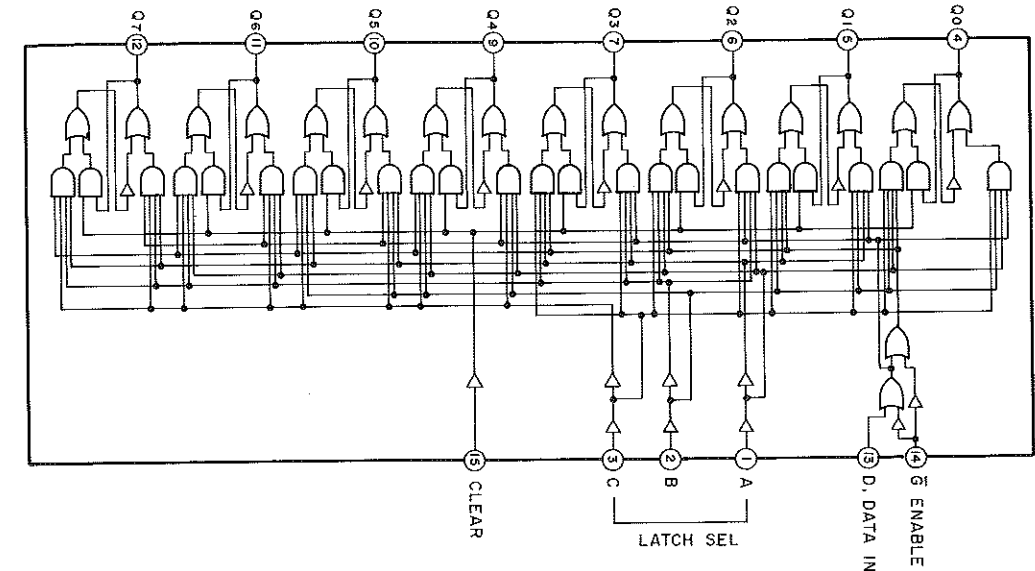 Q7 Q6 Q5 Q4 Q3 Q2 Q1 Q0
12 11 10 9 7 6 5 4
15 3 2 1 13 14
CLEAR
C
B
A
D, DATA IN
G̅ ENABLE
LATCH SEL